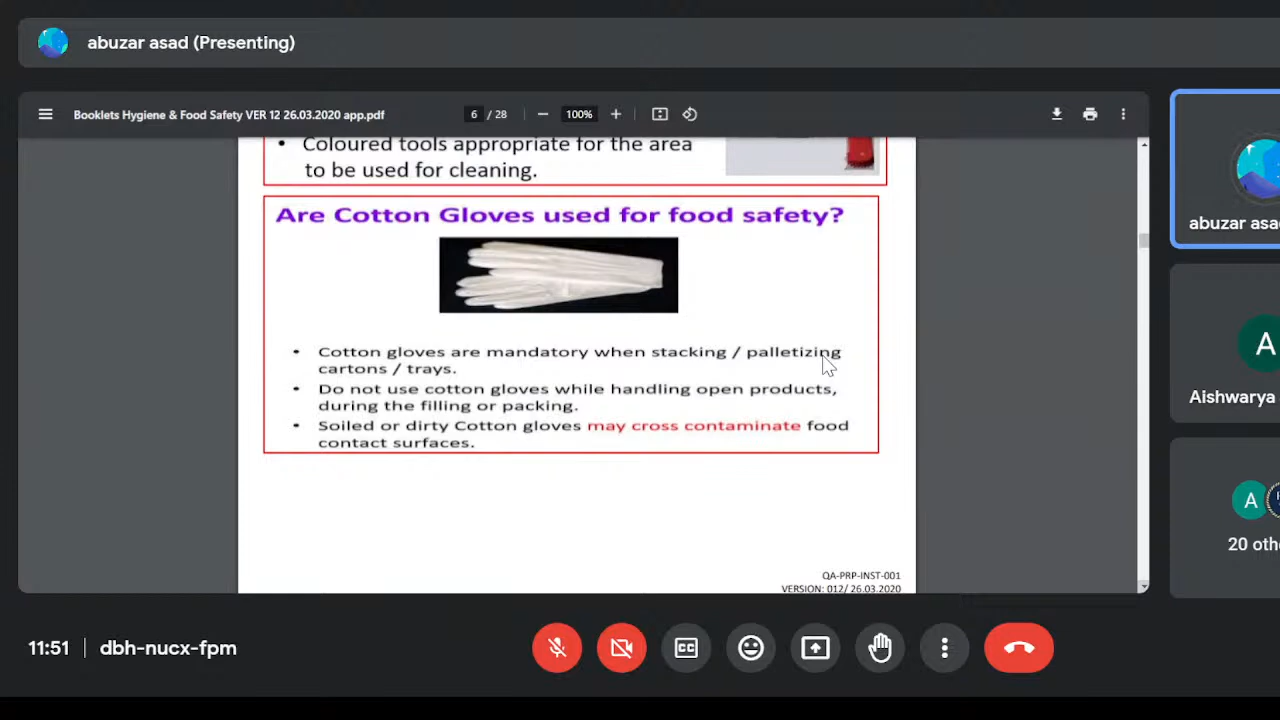 abuzar asad (Presenting)
Booklets Hygiene & Food Safety VER 12 26.03.2020 app.pdf
6 / 28
100%
• Coloured tools appropriate for the area
to be used for cleaning.
Are Cotton Gloves used for food safety?
• Cotton gloves are mandatory when stacking / palletizing
cartons / trays.
• Do not use cotton gloves while handling open products,
during the filling or packing.
• Soiled or dirty Cotton gloves may cross contaminate food
contact surfaces.
QA-PRP-INST-001
VERSION: 012/ 26.03.2020
abuzar asa
A
Aishwarya
A
20 oth
11:51
dbh-nucx-fpm
CC